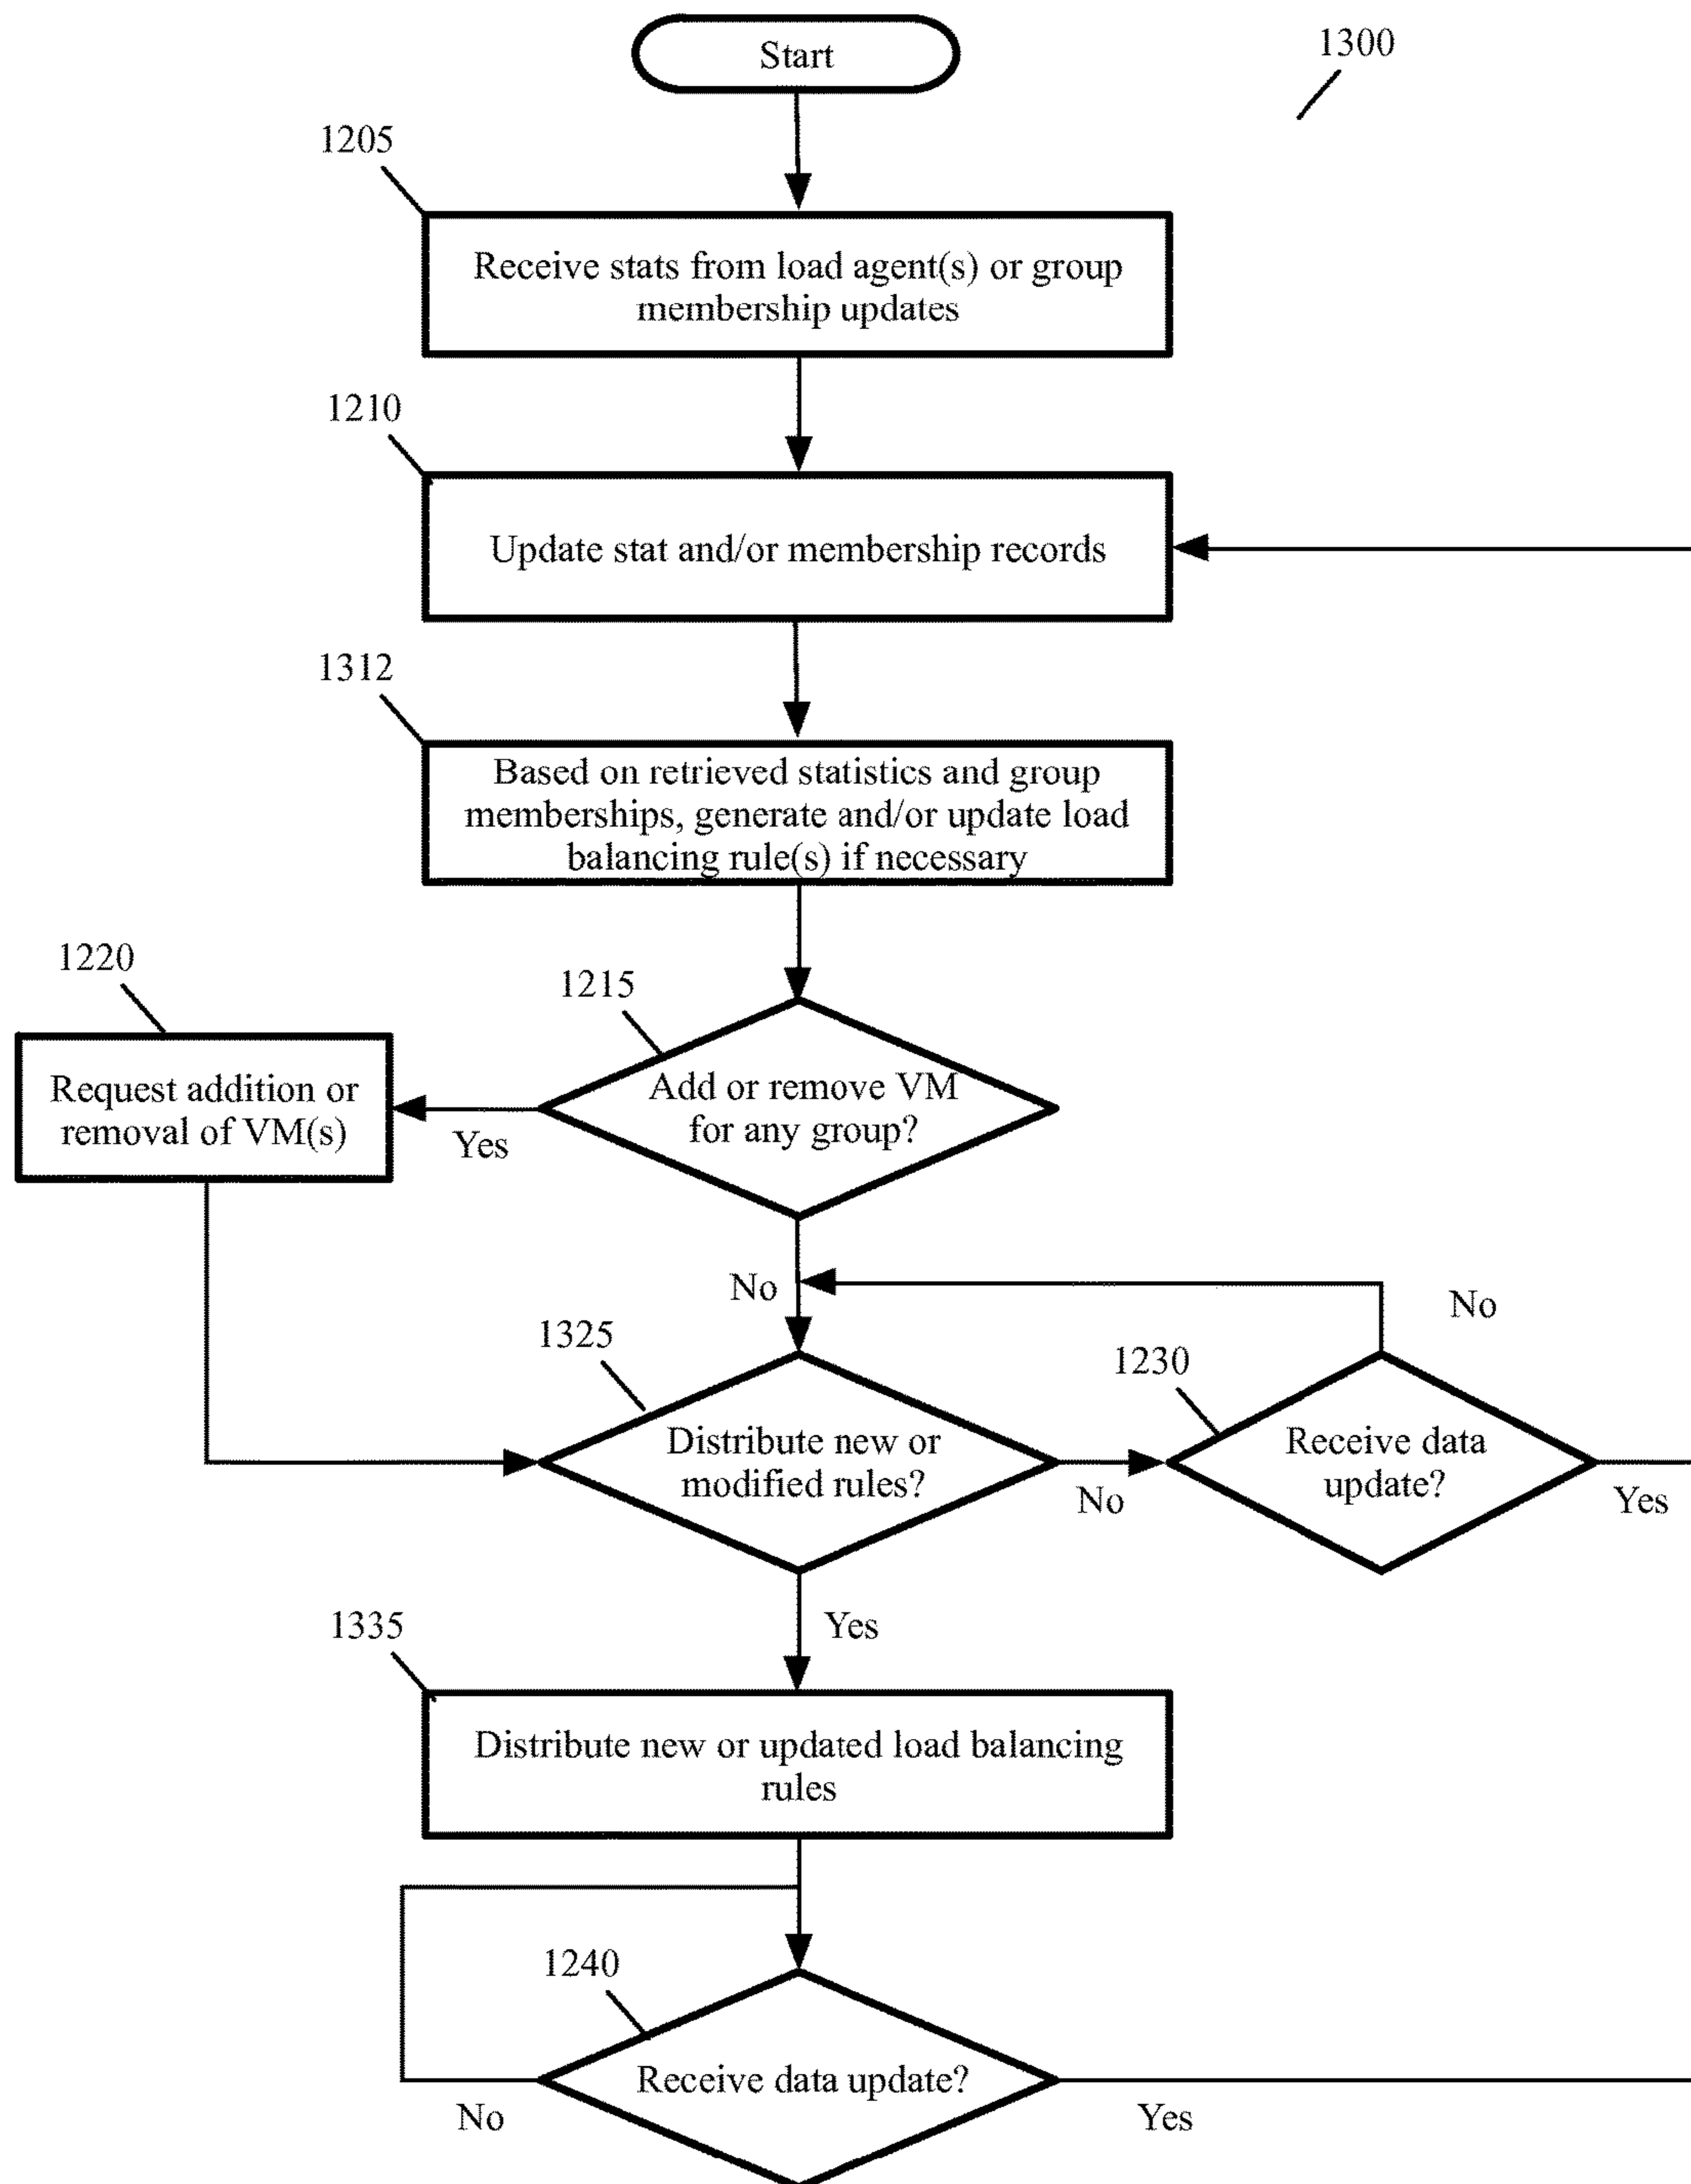 Start
1300
1205
Receive stats from load agent(s) or group
membership updates
1210
Update stat and/or membership records
1312
Based on retrieved statistics and group
memberships, generate and/or update load
balancing rule(s) if necessary
1220
1215
Request addition or
removal of VM(s)
Add or remove VM
for any group?
Yes
No
No
1325
1230
Distribute new or
modified rules?
Receive data
update?
No
Yes
Yes
1335
Distribute new or updated load balancing
rules
1240
Receive data update?
No
Yes